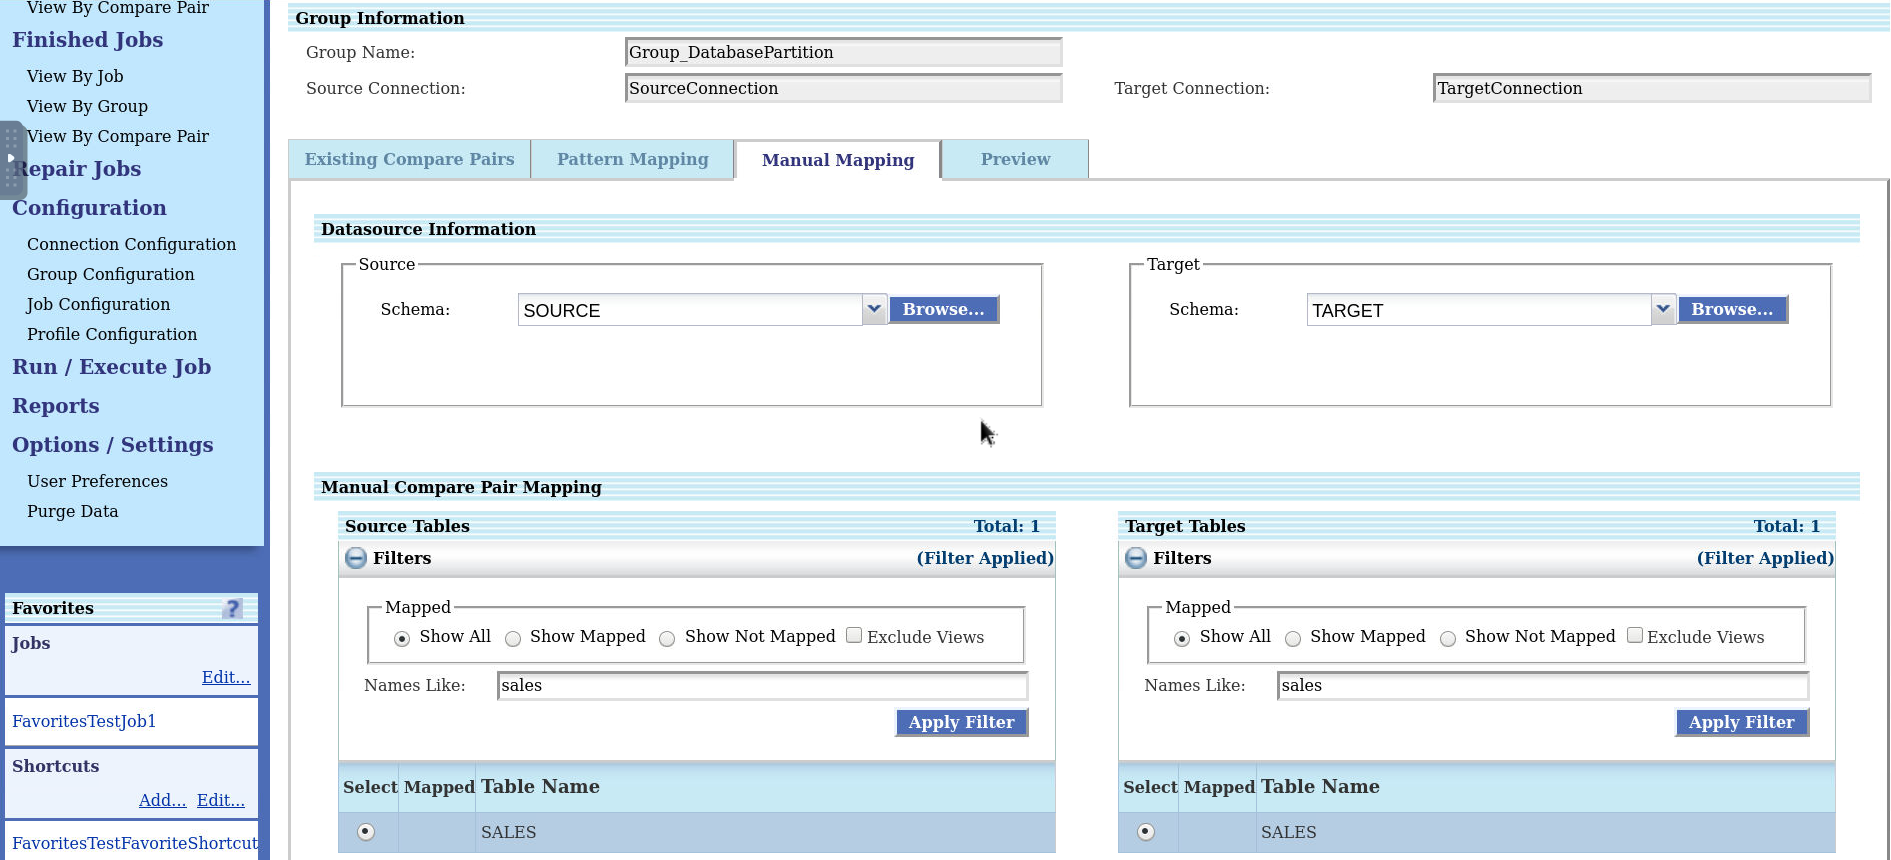 View By Compare Pair
Finished Jobs
View By Job
View By Group
View By Compare Pair
Repair Jobs
Configuration
Connection Configuration
Group Configuration
Job Configuration
Profile Configuration
Run / Execute Job
Reports
Options / Settings
User Preferences
Purge Data
Favorites ?
Jobs
Edit...
FavoritesTestJob1
Shortcuts
Add... Edit...
FavoritesTestFavoriteShortcut
Group Information
Group Name: Group_DatabasePartition
Source Connection: SourceConnection Target Connection: TargetConnection
Existing Compare Pairs Pattern Mapping Manual Mapping Preview
Datasource Information
Source
Schema: SOURCE Browse...
Target
Schema: TARGET Browse...
Manual Compare Pair Mapping
Source Tables Total: 1
Filters (Filter Applied)
Mapped
Show All Show Mapped Show Not Mapped Exclude Views
Names Like: sales
Apply Filter
Select Mapped Table Name
SALES
Target Tables Total: 1
Filters (Filter Applied)
Mapped
Show All Show Mapped Show Not Mapped Exclude Views
Names Like: sales
Apply Filter
Select Mapped Table Name
SALES